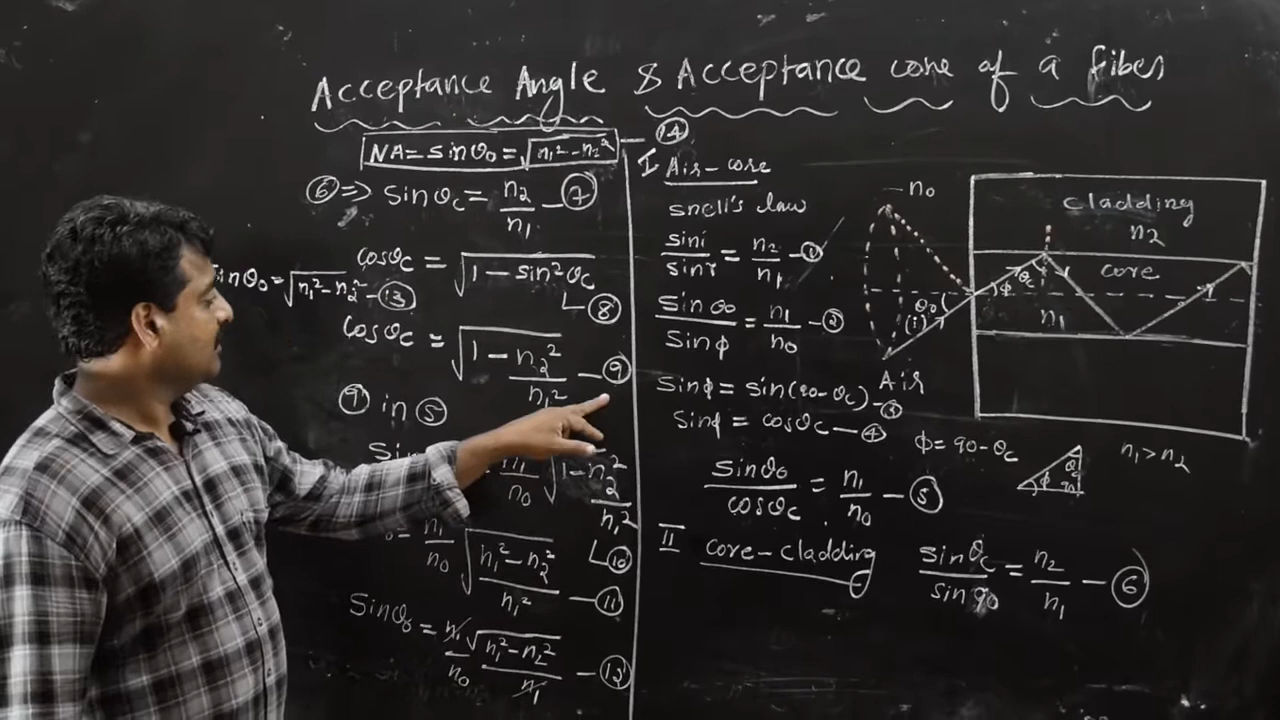 Acceptance Angle & Acceptance cone of a fiber
NA = sin θ₀ = √(n₁² - n₂²) — (14)
(6) ⇒ sin θc = n₂/n₁ — (7)
cos θc = √(1 - sin² θc)
(8)
sin θ₀ = √(n₁² - n₂²) — (13)
cos θc = √(1 - n₂²/n₁²) — (9)
(9) in (5)
n₁/n₀ √(1 - n₂²/n₁²)
(10)
= n₁/n₀ √((n₁² - n₂²)/n₁²) — (11)
Sin θ₀ = n₁/n₀ √(n₁² - n₂²)/n₁ — (12)
I Air-core
snell's law
sin i/sin r = n₂/n₁ — (1)
sin θ₀/sin ϕ = n₁/n₀ — (2)
sin ϕ = sin(90 - θc) — (3)
sin ϕ = cos θc — (4)
sin θ₀/cos θc = n₁/n₀ — (5)
II core-cladding
sin θc/sin 90 = n₂/n₁ — (6)
n₀
cladding
n₂
core
θc
ϕ
θ₀
(i)
n₁
Air
ϕ = 90 - θc
θc
ϕ 90
n₁ > n₂